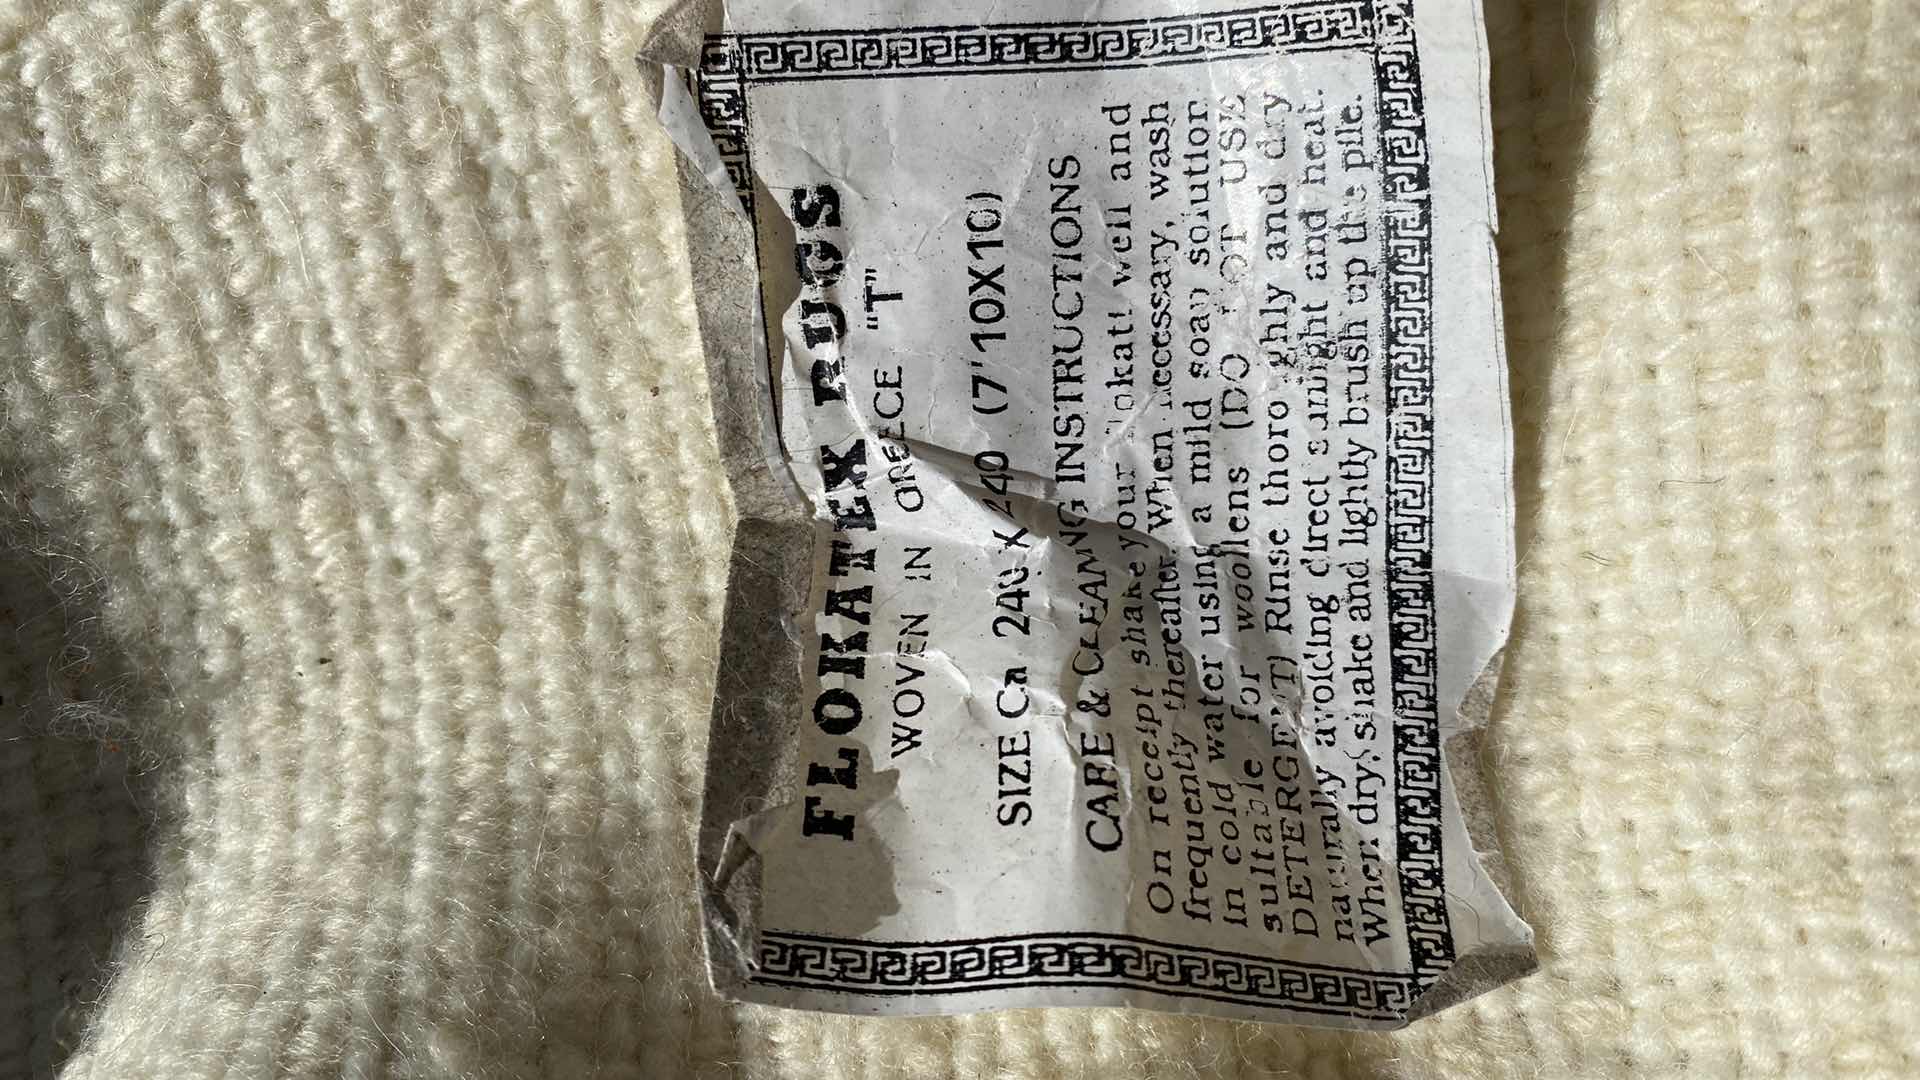 FLOKATEX RUGS
WOVEN IN GREECE "T"
SIZE Ca 240 X 240 (7'10X10)
CARE & CLEANING INSTRUCTIONS
On receipt shake your Flokati well and
frequently thereafter. When necessary, wash
in cold water using a mild soap solution
suitable for woollens (DO NOT USE
DETERGENT) Rinse thoroughly and dry
naturally avoiding direct sunlight and heat.
When dry, shake and lightly brush up the pile.